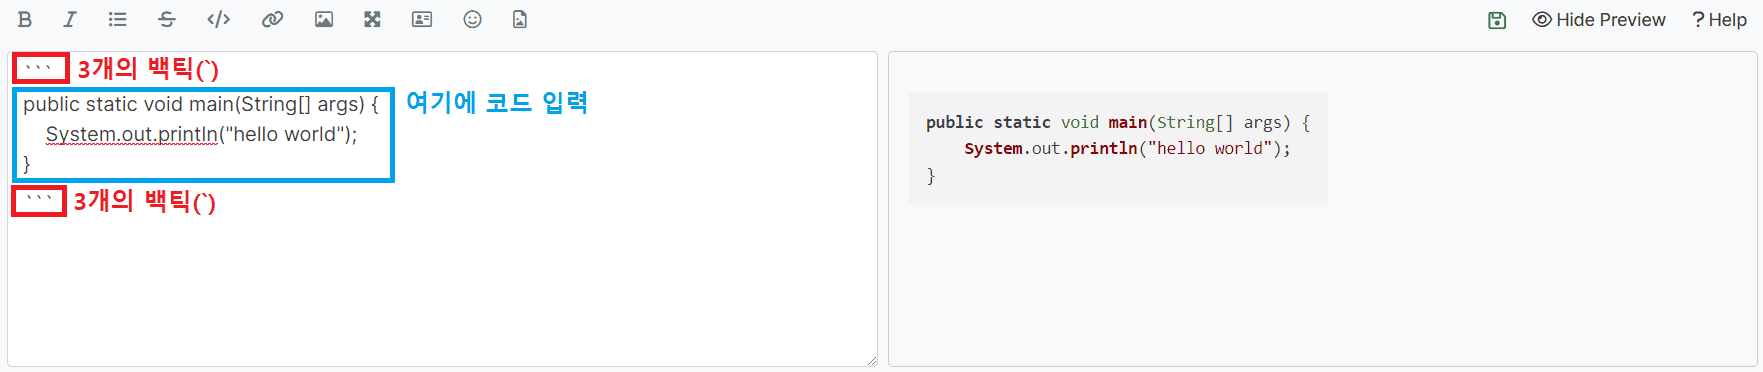 Hide Preview ? Help
``` 3개의 백틱(`)
public static void main(String[] args) { 여기에 코드 입력
    System.out.println("hello world");
}
``` 3개의 백틱(`)
public static void main(String[] args) {
    System.out.println("hello world");
}